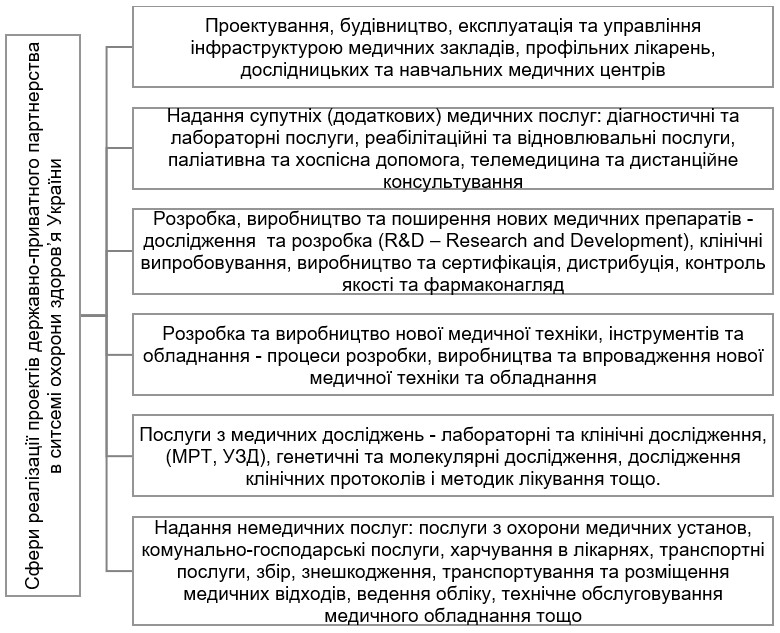 Сфери реалізації проектів державно-приватного партнерства
в ситсемі охорони здоров’я України
Проектування, будівництво, експлуатація та управління
інфраструктурою медичних закладів, профільних лікарень,
дослідницьких та навчальних медичних центрів
Надання супутніх (додаткових) медичних послуг: діагностичні та
лабораторні послуги, реабілітаційні та відновлювальні послуги,
паліативна та хоспісна допомога, телемедицина та дистанційне
консультування
Розробка, виробництво та поширення нових медичних препаратів -
дослідження та розробка (R&D – Research and Development), клінічні
випробовування, виробництво та сертифікація, дистрибуція, контроль
якості та фармаконагляд
Розробка та виробництво нової медичної техніки, інструментів та
обладнання - процеси розробки, виробництва та впровадження нової
медичної техніки та обладнання
Послуги з медичних досліджень - лабораторні та клінічні дослідження,
(МРТ, УЗД), генетичні та молекулярні дослідження, дослідження
клінічних протоколів і методик лікування тощо.
Надання немедичних послуг: послуги з охорони медичних установ,
комунально-господарські послуги, харчування в лікарнях, транспортні
послуги, збір, знешкодження, транспортування та розміщення
медичних відходів, ведення обліку, технічне обслуговування
медичного обладнання тощо